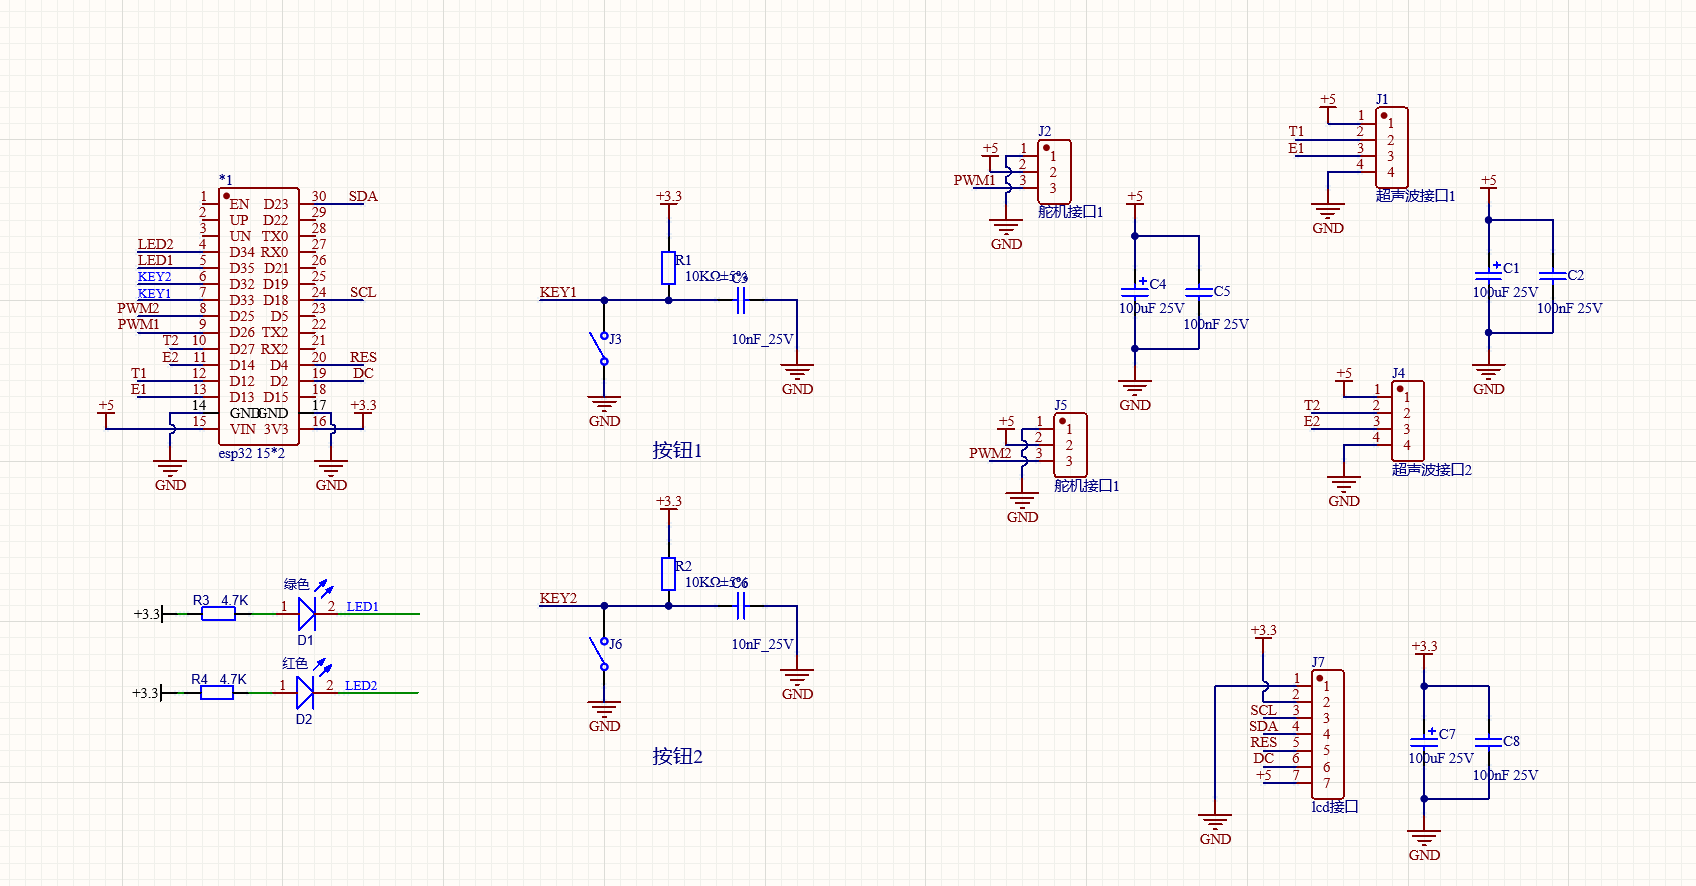 *1
1 EN D23 30 SDA
2 UP D22 29
3 UN TX0 28
LED2 4 D34 RX0 27
LED1 5 D35 D21 26
KEY2 6 D32 D19 25
KEY1 7 D33 D18 24 SCL
PWM2 8 D25 D5 23
PWM1 9 D26 TX2 22
T2 10 D27 RX2 21
E2 11 D14 D4 20 RES
T1 12 D12 D2 19 DC
E1 13 D13 D15 18
14 GND GND 17
+5 15 VIN 3V3 16 +3.3
esp32 15*2
GND GND
+3.3
R1
10KΩ±5%
C3
KEY1
J3
10nF_25V
GND
GND
按钮1
+3.3
R2
10KΩ±5%
C6
KEY2
J6
10nF_25V
GND
GND
按钮2
绿色
+3.3 R3 4.7K 1 2 LED1
D1
红色
+3.3 R4 4.7K 1 2 LED2
D2
J2
+5 1 1
2 2
PWM1 3 3
舵机接口1
GND
+5
C4
100uF 25V
C5
100nF 25V
GND
J5
+5 1 1
2 2
PWM2 3 3
舵机接口1
GND
J1
+5 1 1
T1 2 2
E1 3 3
4 4
超声波接口1
GND
+5
C1
100uF 25V
C2
100nF 25V
GND
J4
+5 1 1
T2 2 2
E2 3 3
4 4
超声波接口2
GND
+3.3
J7
1 1
2 2
SCL 3 3
SDA 4 4
RES 5 5
DC 6 6
+5 7 7
lcd接口
GND
+3.3
C7
100uF 25V
C8
100nF 25V
GND